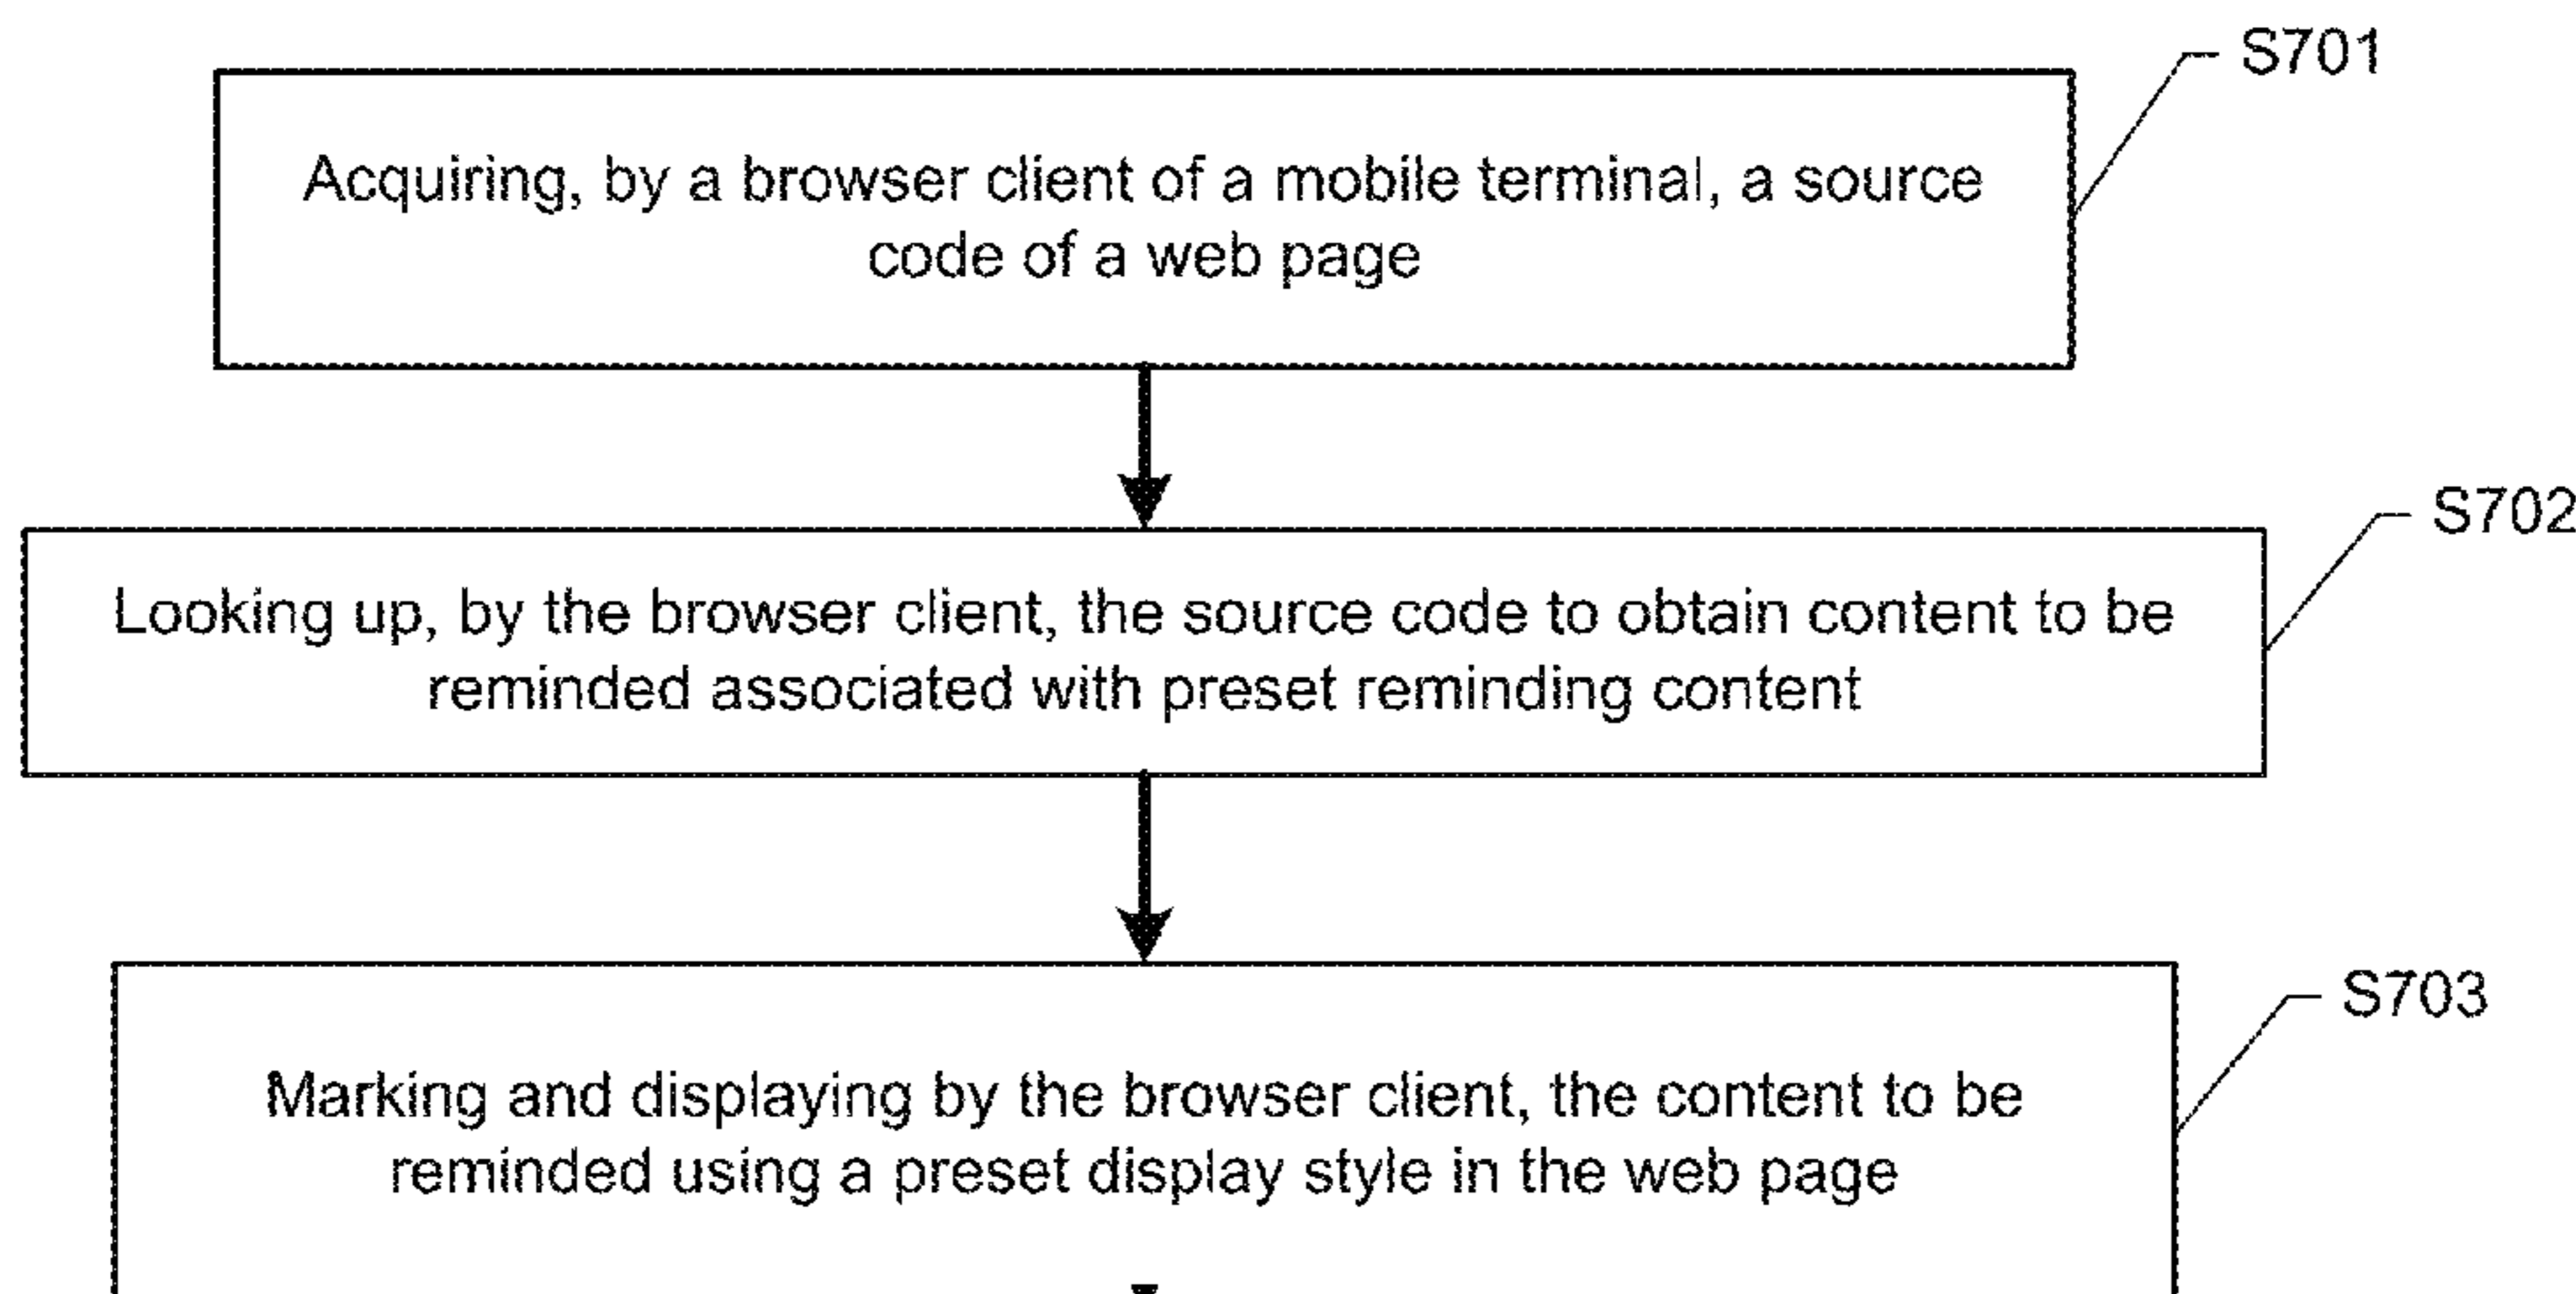 S701
Acquiring, by a browser client of a mobile terminal, a source
code of a web page
S702
Looking up, by the browser client, the source code to obtain content to be
reminded associated with preset reminding content
S703
Marking and displaying by the browser client, the content to be
reminded using a preset display style in the web page